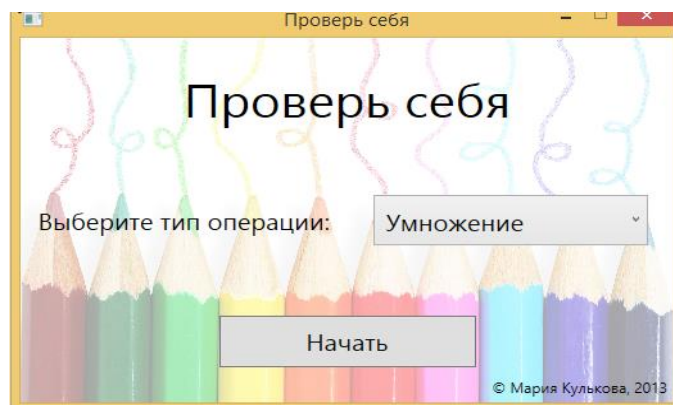 Проверь себя
Проверь себя
Выберите тип операции: Умножение
Начать
© Мария Кулькова, 2013